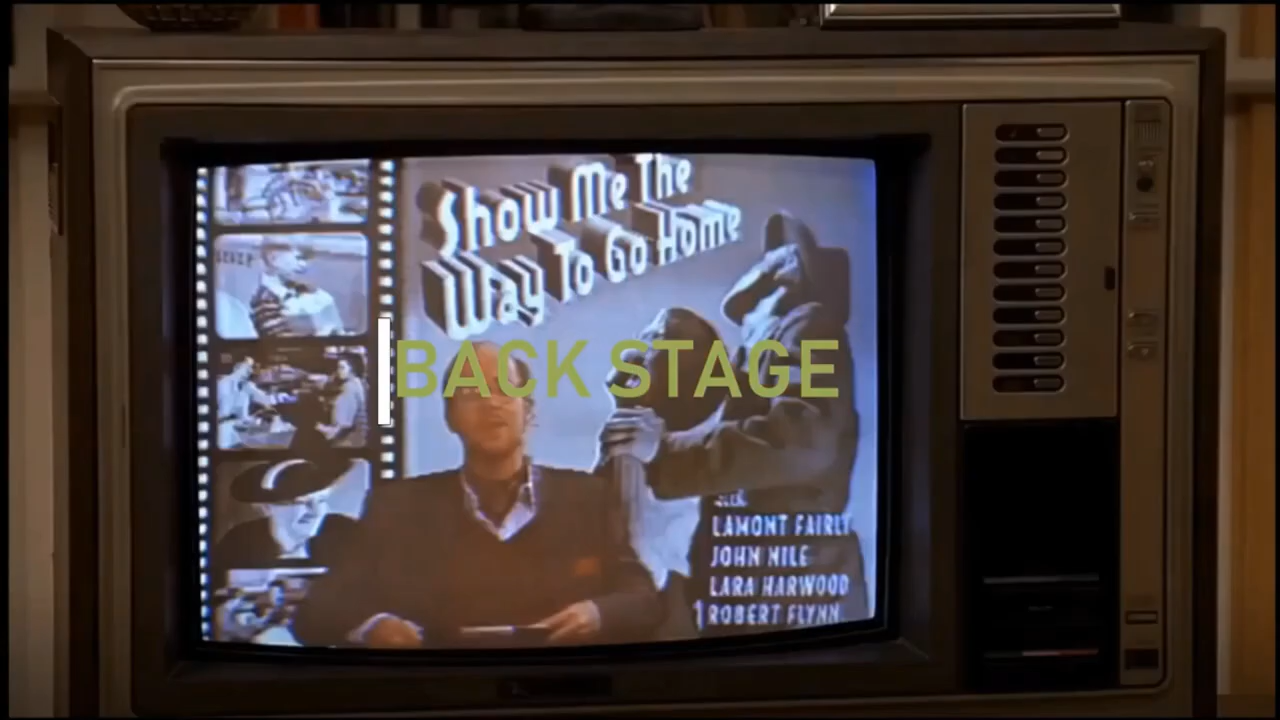 Show Me The
Way To Go Home
BACK STAGE
LAMONT FAIRLY
JOHN NILE
LARA HARWOOD
ROBERT FLYNN